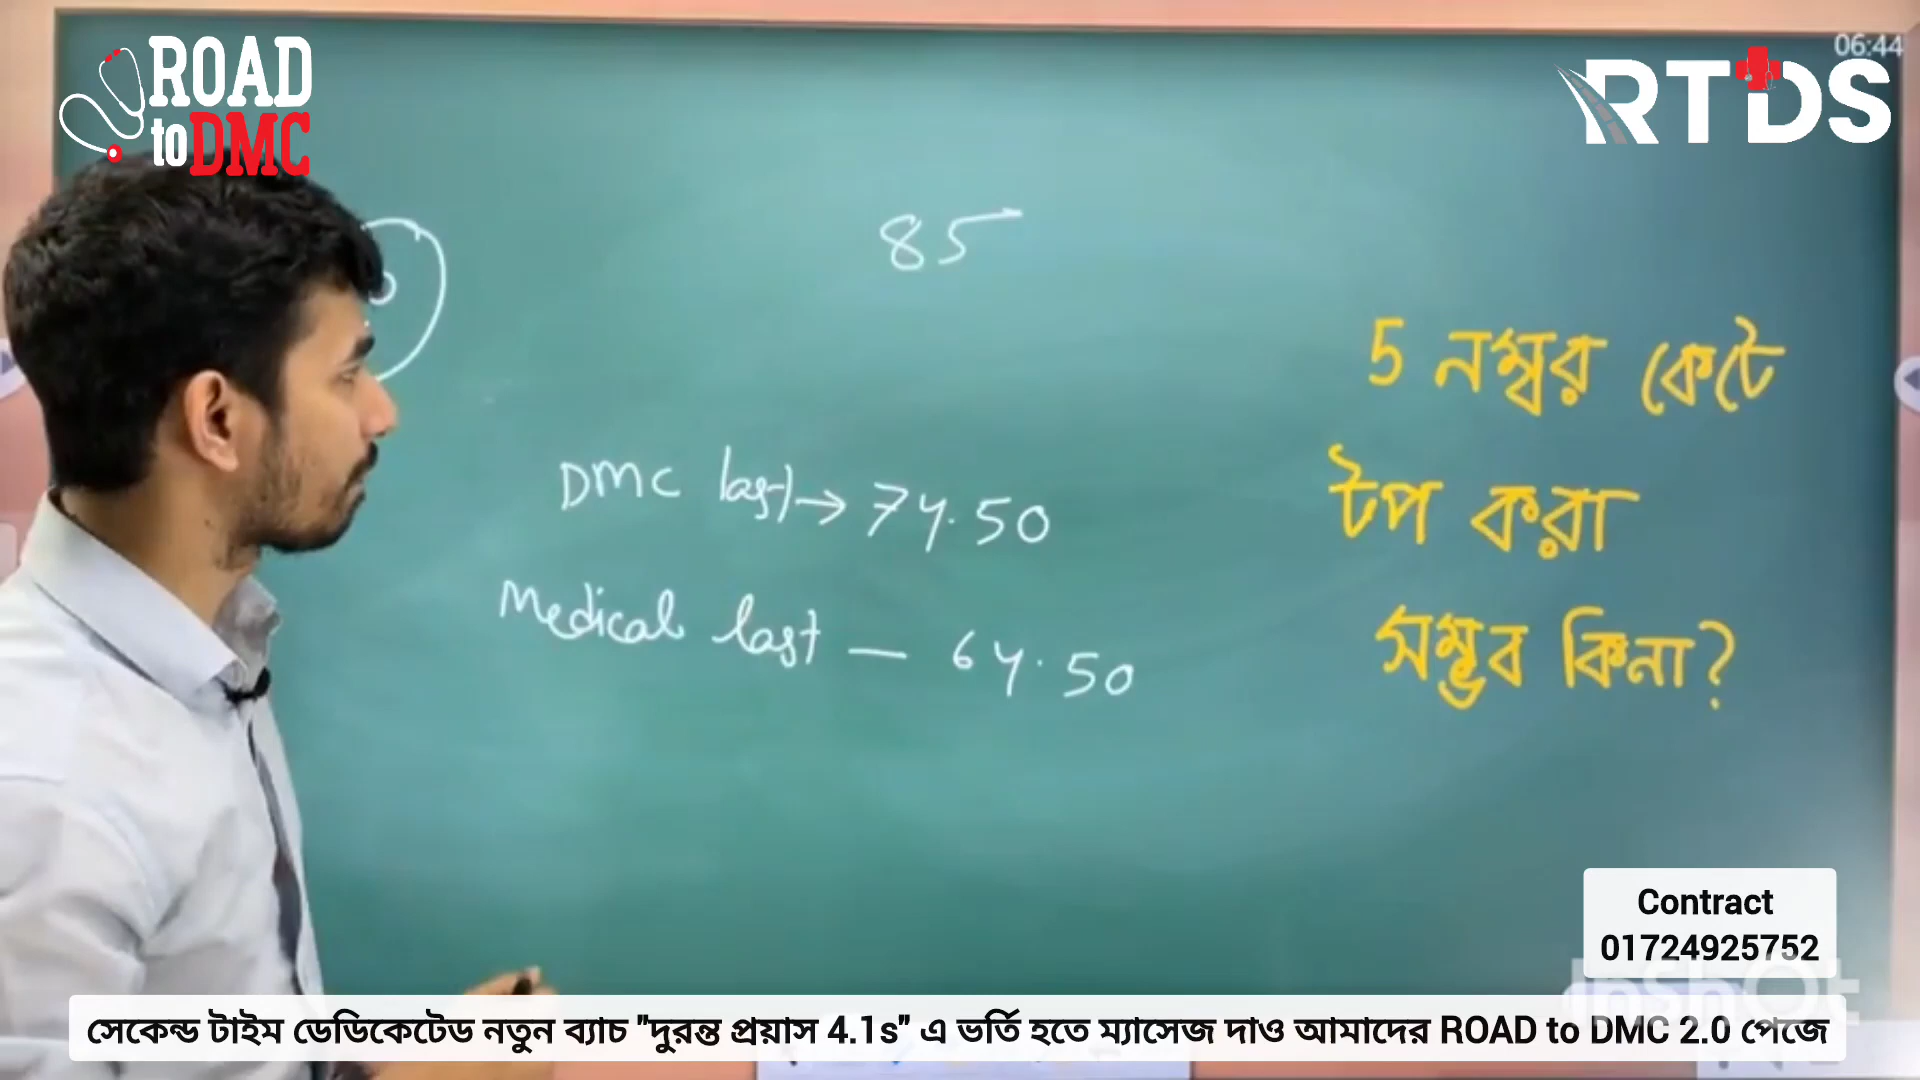 06:44
ROAD
to DMC
RTDS
85
5 নম্বর কেটে
DMC last → 74.50
টপ করা
Medical last — 64.50
সম্ভব কিনা?
Contract
01724925752
সেকেন্ড টাইম ডেডিকেটেড নতুন ব্যাচ "দুরন্ত প্রয়াস 4.1s" এ ভর্তি হতে ম্যাসেজ দাও আমাদের ROAD to DMC 2.0 পেজে